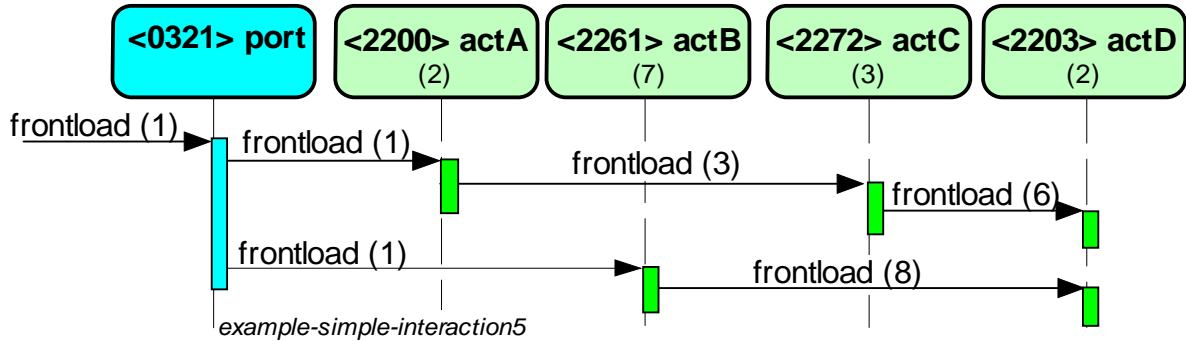 <0321> port
<2200> actA
(2)
<2261> actB
(7)
<2272> actC
(3)
<2203> actD
(2)
frontload (1)
frontload (1)
frontload (3)
frontload (6)
frontload (1)
frontload (8)
example-simple-interaction5